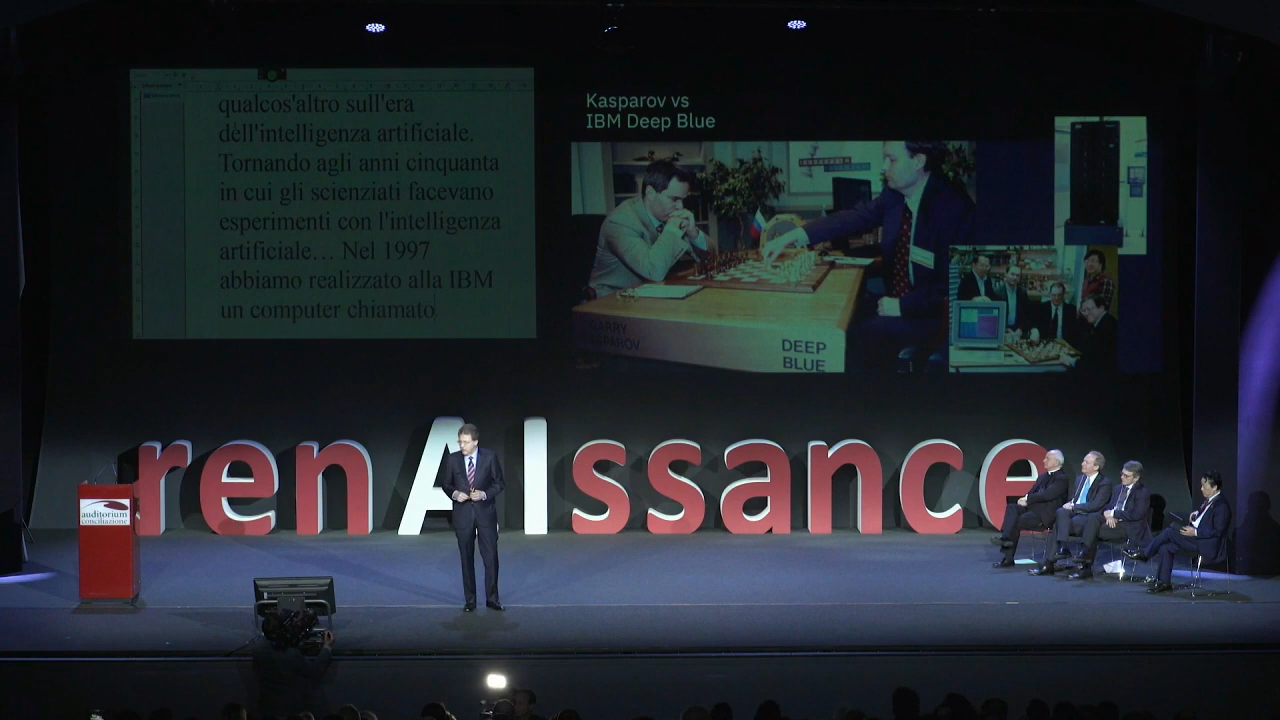 qualcos'altro sull'era
dell'intelligenza artificiale.
Tornando agli anni cinquanta
in cui gli scienziati facevano
esperimenti con l'intelligenza
artificiale... Nel 1997
abbiamo realizzato alla IBM
un computer chiamato
Kasparov vs
IBM Deep Blue
DEEP
BLUE
renAIssance
auditorium
conciliazione